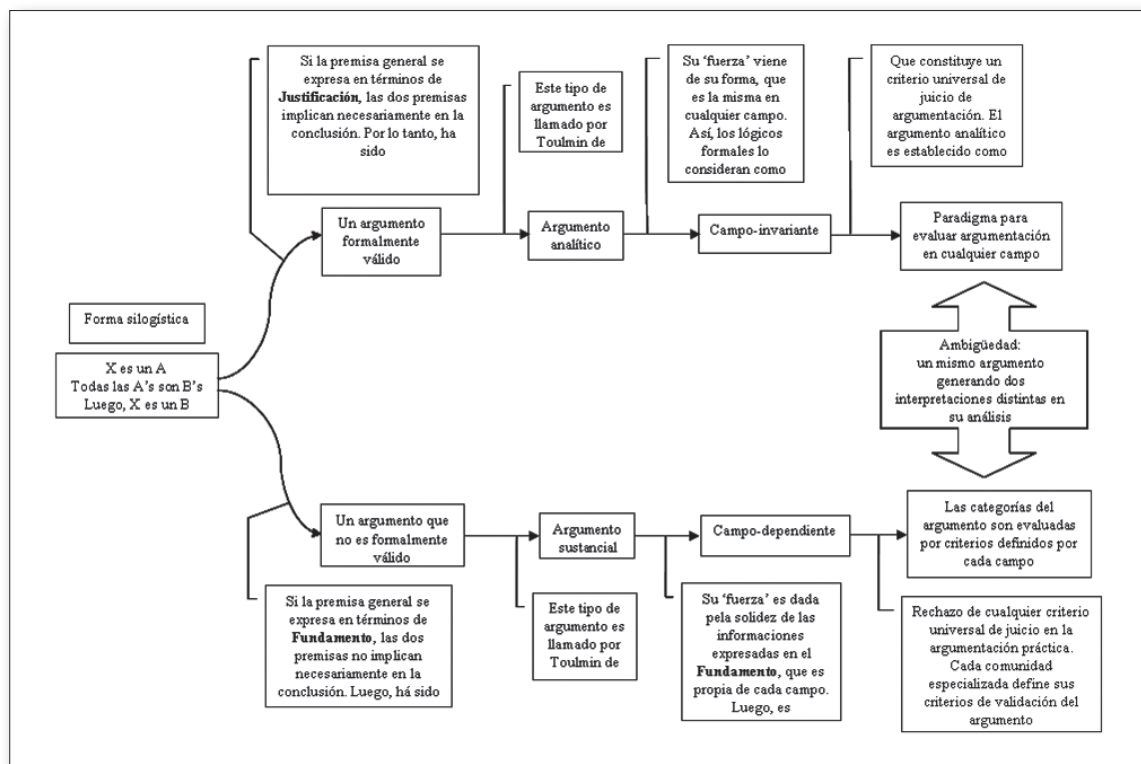 Si la premisa general se
expresa en términos de
Justificación, las dos premisas
implican necesariamente en la
conclusión. Por lo tanto, ha
sido
Este tipo de
argumento es
llamado por
Toulmin de
Su ‘fuerza’ viene
de su forma, que
es la misma en
cualquier campo.
Así, los lógicos
formales lo
consideran como
Que constituye un
criterio universal de
juicio de
argumentación. El
argumento analítico
es establecido como
Un argumento
formalmente
válido
Argumento
analítico
Campo-invariante
Paradigma para
evaluar argumentación
en cualquier campo
Forma silogística
X es un A
Todas las A’s son B’s
Luego, X es un B
Ambigüedad:
un mismo argumento
generando dos
interpretaciones distintas en
su análisis
Un argumento que
no es formalmente
válido
Argumento
sustancial
Campo-dependiente
Las categorías del
argumento son evaluadas
por criterios definidos por
cada campo
Si la premisa general se
expresa en términos de
Fundamento, las dos
premisas no implican
necesariamente en la
conclusión. Luego, há sido
Este tipo de
argumento es
llamado por
Toulmin de
Su ‘fuerza’ es dada
pela solidez de las
informaciones
expresadas en el
Fundamento, que es
propia de cada campo.
Luego, es
Rechazo de cualquier criterio
universal de juicio en la
argumentación práctica.
Cada comunidad
especializada define sus
criterios de validación del
argumento